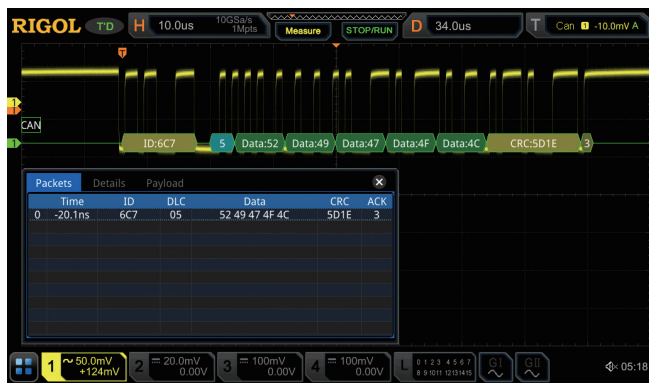 RIGOL T'D H 10.0us 10GSa/s 1Mpts Measure STOP/RUN D 34.0us T Can 1 -10.0mV A
T
1
CAN
1 ID:6C7 5 Data:52 Data:49 Data:47 Data:4F Data:4C CRC:5D1E 3
Packets Details Payload
Time ID DLC Data CRC ACK
0 -20.1ns 6C7 05 52 49 47 4F 4C 5D1E 3
1 50.0mV +124mV 2 20.0mV 0.00V 3 100mV 0.00V 4 100mV 0.00V L 0 1 2 3 4 5 6 7 8 9 10 11 12 13 14 15 GI GII 05:18